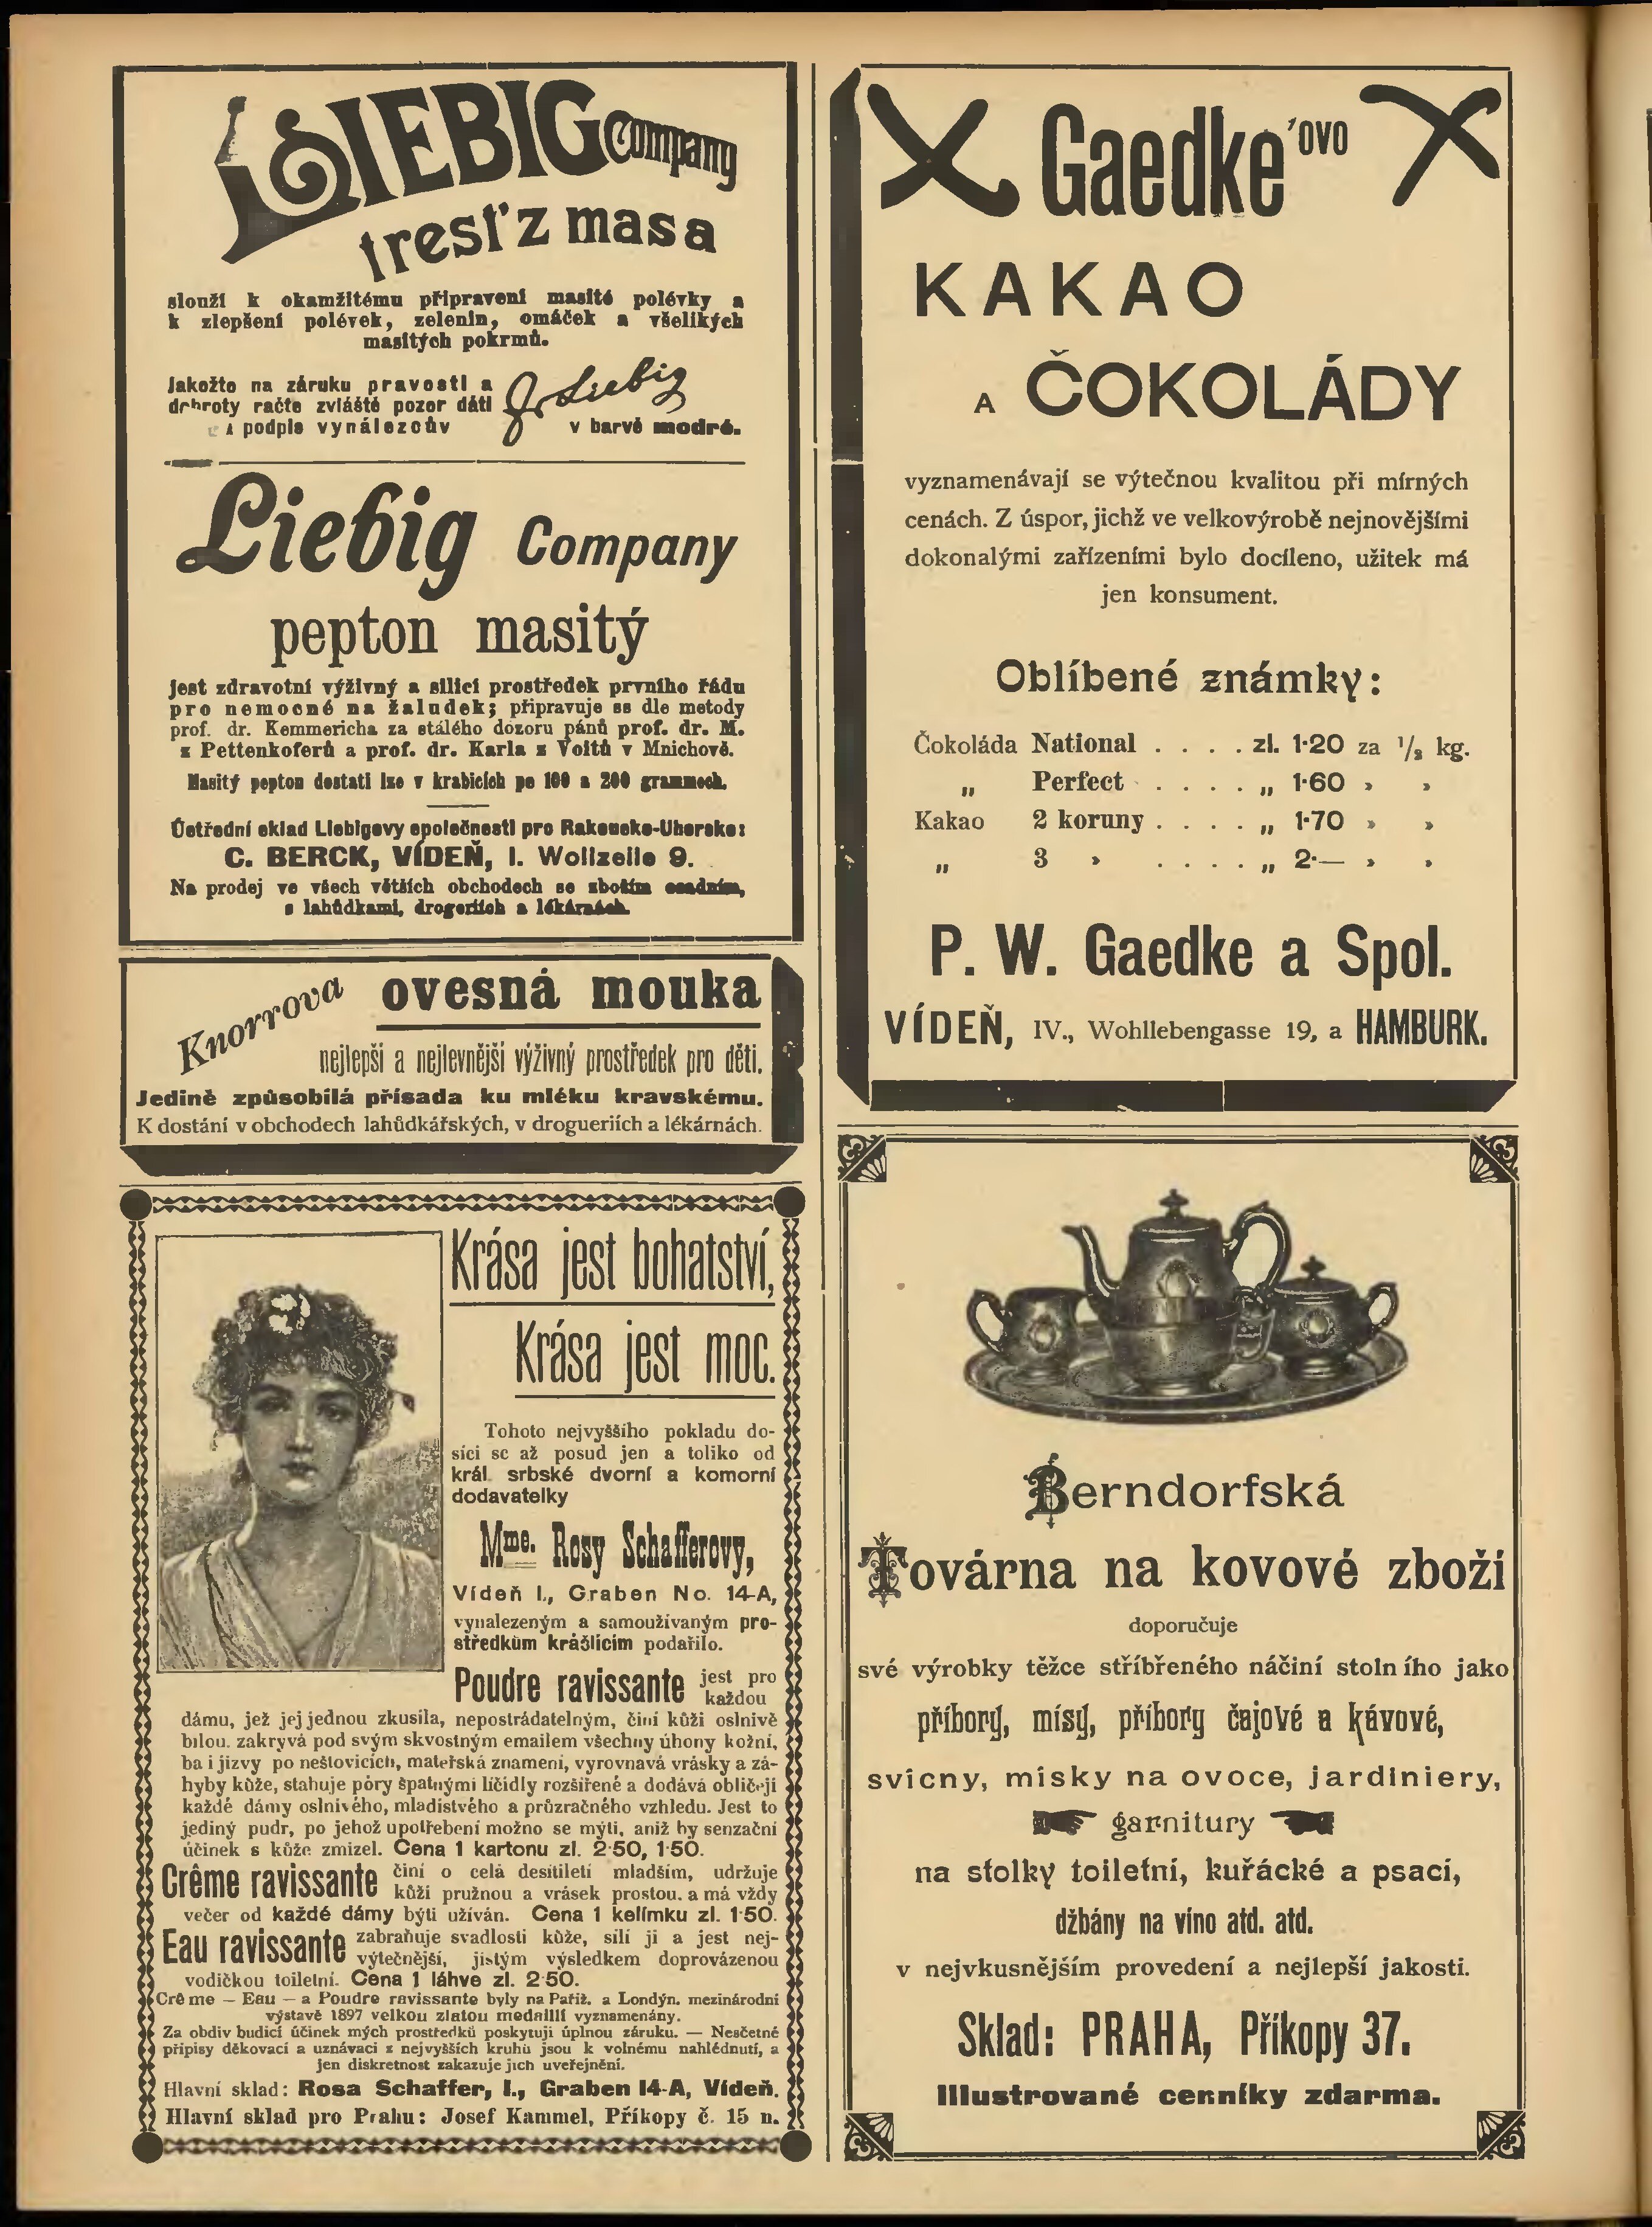 LIEBIG Company
tresť z masa
slouží k okamžitému připravení masité polévky a
k zlepšení polévek, zelenin, omáček a všelikých
masitých pokrmů.
Jakožto na záruku pravosti a
dobroty račte zvláště pozor dáti
podpis vynálezcův
J. Liebig
v barvě modré.
Liebig Company
pepton masitý
jest zdravotní výživný a sílící prostředek prvního řádu
pro nemocné na žaludek; připravuje se dle metody
prof. dr. Kemmericha za stálého dozoru pánů prof. dr. M.
z Pettenkoferů a prof. dr. Karla z Voitů v Mnichově.
Masitý pepton dostati lze v krabicích po 100 a 200 grammech.
Ústřední sklad Liebigovy společnosti pro Rakousko-Uhersko:
C. BERCK, VÍDEŇ, I. Wollzeile 9.
Na prodej ve všech větších obchodech se zbožím osadním,
s lahůdkami, drogeriích a lékárnách.
Knorrova ovesná mouka
nejlepší a nejlevnější výživný prostředek pro děti.
Jedině způsobilá přísada ku mléku kravskému.
K dostání v obchodech lahůdkářských, v drogueriích a lékárnách.
Krása jest bohatství,
Krása jest moc.
Tohoto nejvyššího pokladu do-
síci se až posud jen a toliko od
král. srbské dvorní a komorní
dodavatelky
Mme. Rosy Schafferovy,
Vídeň I., Graben No. 14-A,
vynalezeným a samoužívaným pro-
středkům krášlícím podařilo.
Poudre ravissante jest pro
každou
dámu, jež jej jednou zkusila, nepostrádatelným, činí kůži oslnivě
bílou. zakrývá pod svým skvostným emailem všechny úhony kožní,
ba i jizvy po neštovicích, mateřská znamení, vyrovnavá vrásky a zá-
hyby kůže, stahuje póry špatnými líčidly rozšířené a dodává obličeji
každé dámy oslnivého, mladistvého a průzračného vzhledu. Jest to
jediný pudr, po jehož upotřebení možno se mýti, aniž by senzační
účinek s kůže zmizel. Cena 1 kartonu zl. 2·50, 1·50.
Crême ravissante činí o celá desítiletí mladším, udržuje
kůži pružnou a vrásek prostou. a má vždy
večer od každé dámy býti užíván. Cena 1 kelímku zl. 1·50.
Eau ravissante zabraňuje svadlosti kůže, sílí ji a jest nej-
výtečnější, jistým výsledkem doprovázenou
vodičkou toiletní. Cena 1 láhve zl. 2·50.
Crême — Eau — a Poudre ravissante byly na Paříž. a Londýn. mezinárodní
výstavě 1897 velkou zlatou medaillí vyznamenány.
Za obdiv budící účinek mých prostředků poskytuji úplnou záruku. — Nesčetné
přípisy děkovací a uznávací z nejvyšších kruhů jsou k volnému nahlédnutí, a
jen diskretnost zakazuje jich uveřejnění.
Hlavní sklad: Rosa Schaffer, I., Graben 14-A, Vídeň.
Hlavní sklad pro Prahu: Josef Kammel, Příkopy č. 15 n.
Gaedke'ovo
KAKAO
A ČOKOLÁDY
vyznamenávají se výtečnou kvalitou při mírných
cenách. Z úspor, jichž ve velkovýrobě nejnovějšími
dokonalými zařízeními bylo docíleno, užitek má
jen konsument.
Oblíbené známky:
Čokoláda National . . . . zl. 1·20 za 1/2 kg.
„ Perfect . . . . „ 1·60 » »
Kakao 2 koruny . . . . „ 1·70 » »
„ 3 » . . . . „ 2·— » »
P. W. Gaedke a Spol.
VÍDEŇ, IV., Wohllebengasse 19, a HAMBURK.
Berndorfská
Továrna na kovové zboží
doporučuje
své výrobky těžce stříbřeného náčiní stolního jako
příbory, mísy, příbory čajové a kávové,
svícny, mísky na ovoce, jardiniery,
garnitury
na stolky toiletní, kuřácké a psací,
džbány na víno atd. atd.
v nejvkusnějším provedení a nejlepší jakosti.
Sklad: PRAHA, Příkopy 37.
Illustrované cenníky zdarma.